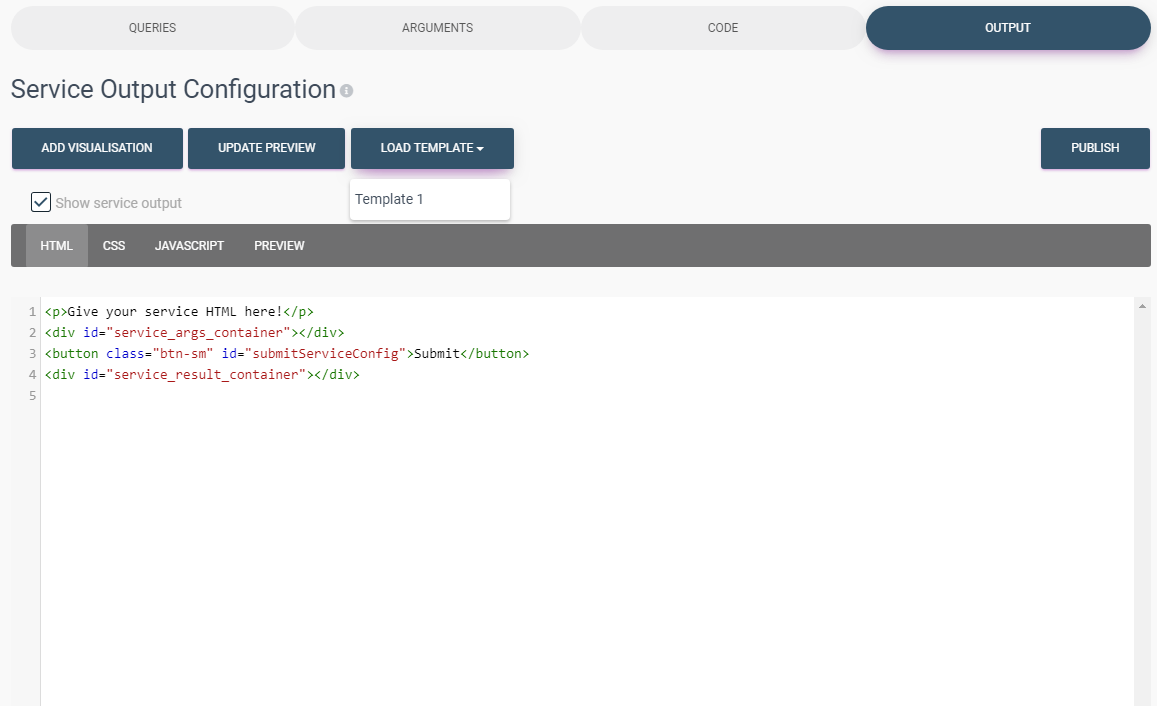 QUERIES ARGUMENTS CODE OUTPUT
Service Output Configuration
ADD VISUALISATION UPDATE PREVIEW LOAD TEMPLATE PUBLISH
Template 1
Show service output
HTML CSS JAVASCRIPT PREVIEW
1 <p>Give your service HTML here!</p>
2 <div id="service_args_container"></div>
3 <button class="btn-sm" id="submitServiceConfig">Submit</button>
4 <div id="service_result_container"></div>
5